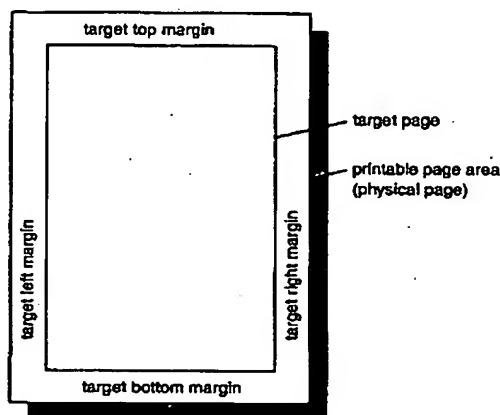 target top margin
target page
printable page area
(physical page)
target left margin
target right margin
target bottom margin